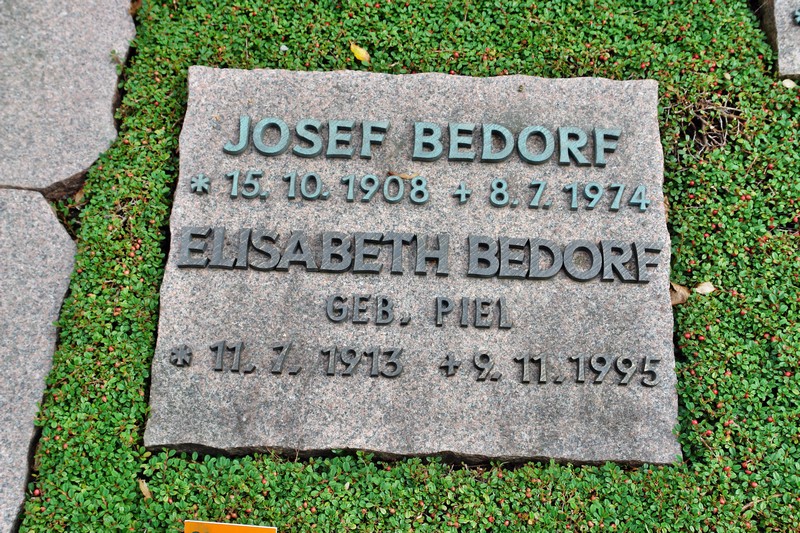 JOSEF BEDORF
* 15. 10. 1908 + 8. 7. 1974
ELISABETH BEDORF
GEB. PIEL
* 11. 7. 1913 + 9. 11. 1995